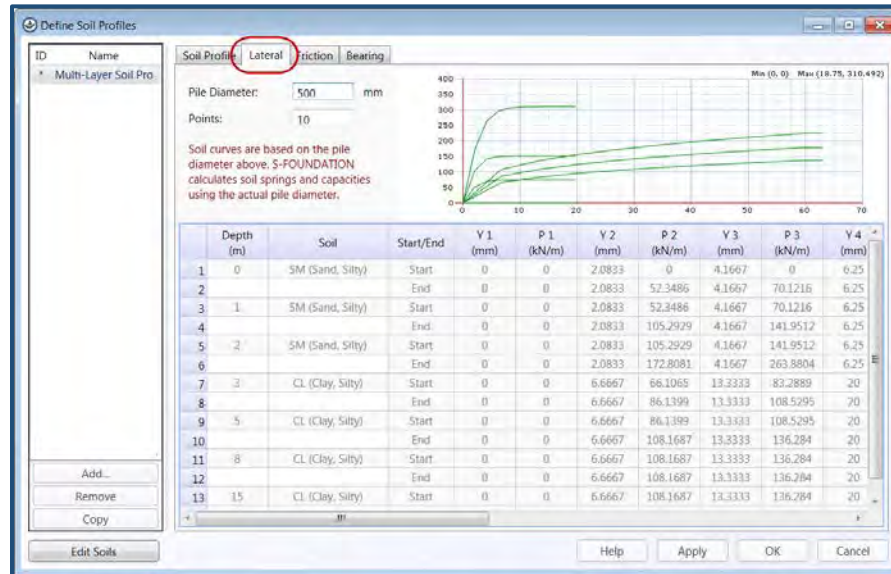 Define Soil Profiles
ID Name
* Multi-Layer Soil Pro
Add...
Remove
Copy
Edit Soils
Soil Profile Lateral Friction Bearing
Pile Diameter: 500 mm
Points: 10
Soil curves are based on the pile
diameter above. S-FOUNDATION
calculates soil springs and capacities
using the actual pile diameter.
Min (0, 0) Max (18.75, 310.492)
400
350
300
250
200
150
100
50
0
0 10 20 30 40 50 60 70
Depth (m) Soil Start/End Y 1 (mm) P 1 (kN/m) Y 2 (mm) P 2 (kN/m) Y 3 (mm) P 3 (kN/m) Y 4 (mm)
1 0 SM (Sand, Silty) Start 0 0 2.0833 0 4.1667 0 6.25
2 End 0 0 2.0833 52.3486 4.1667 70.1216 6.25
3 1 SM (Sand, Silty) Start 0 0 2.0833 52.3486 4.1667 70.1216 6.25
4 End 0 0 2.0833 105.2929 4.1667 141.9512 6.25
5 2 SM (Sand, Silty) Start 0 0 2.0833 105.2929 4.1667 141.9512 6.25
6 End 0 0 2.0833 172.8081 4.1667 263.8804 6.25
7 3 CL (Clay, Silty) Start 0 0 6.6667 66.1065 13.3333 83.2889 20
8 End 0 0 6.6667 86.1399 13.3333 108.5295 20
9 5 CL (Clay, Silty) Start 0 0 6.6667 86.1399 13.3333 108.5295 20
10 End 0 0 6.6667 108.1687 13.3333 136.284 20
11 8 CL (Clay, Silty) Start 0 0 6.6667 108.1687 13.3333 136.284 20
12 End 0 0 6.6667 108.1687 13.3333 136.284 20
13 15 CL (Clay, Silty) Start 0 0 6.6667 108.1687 13.3333 136.284 20
Help Apply OK Cancel